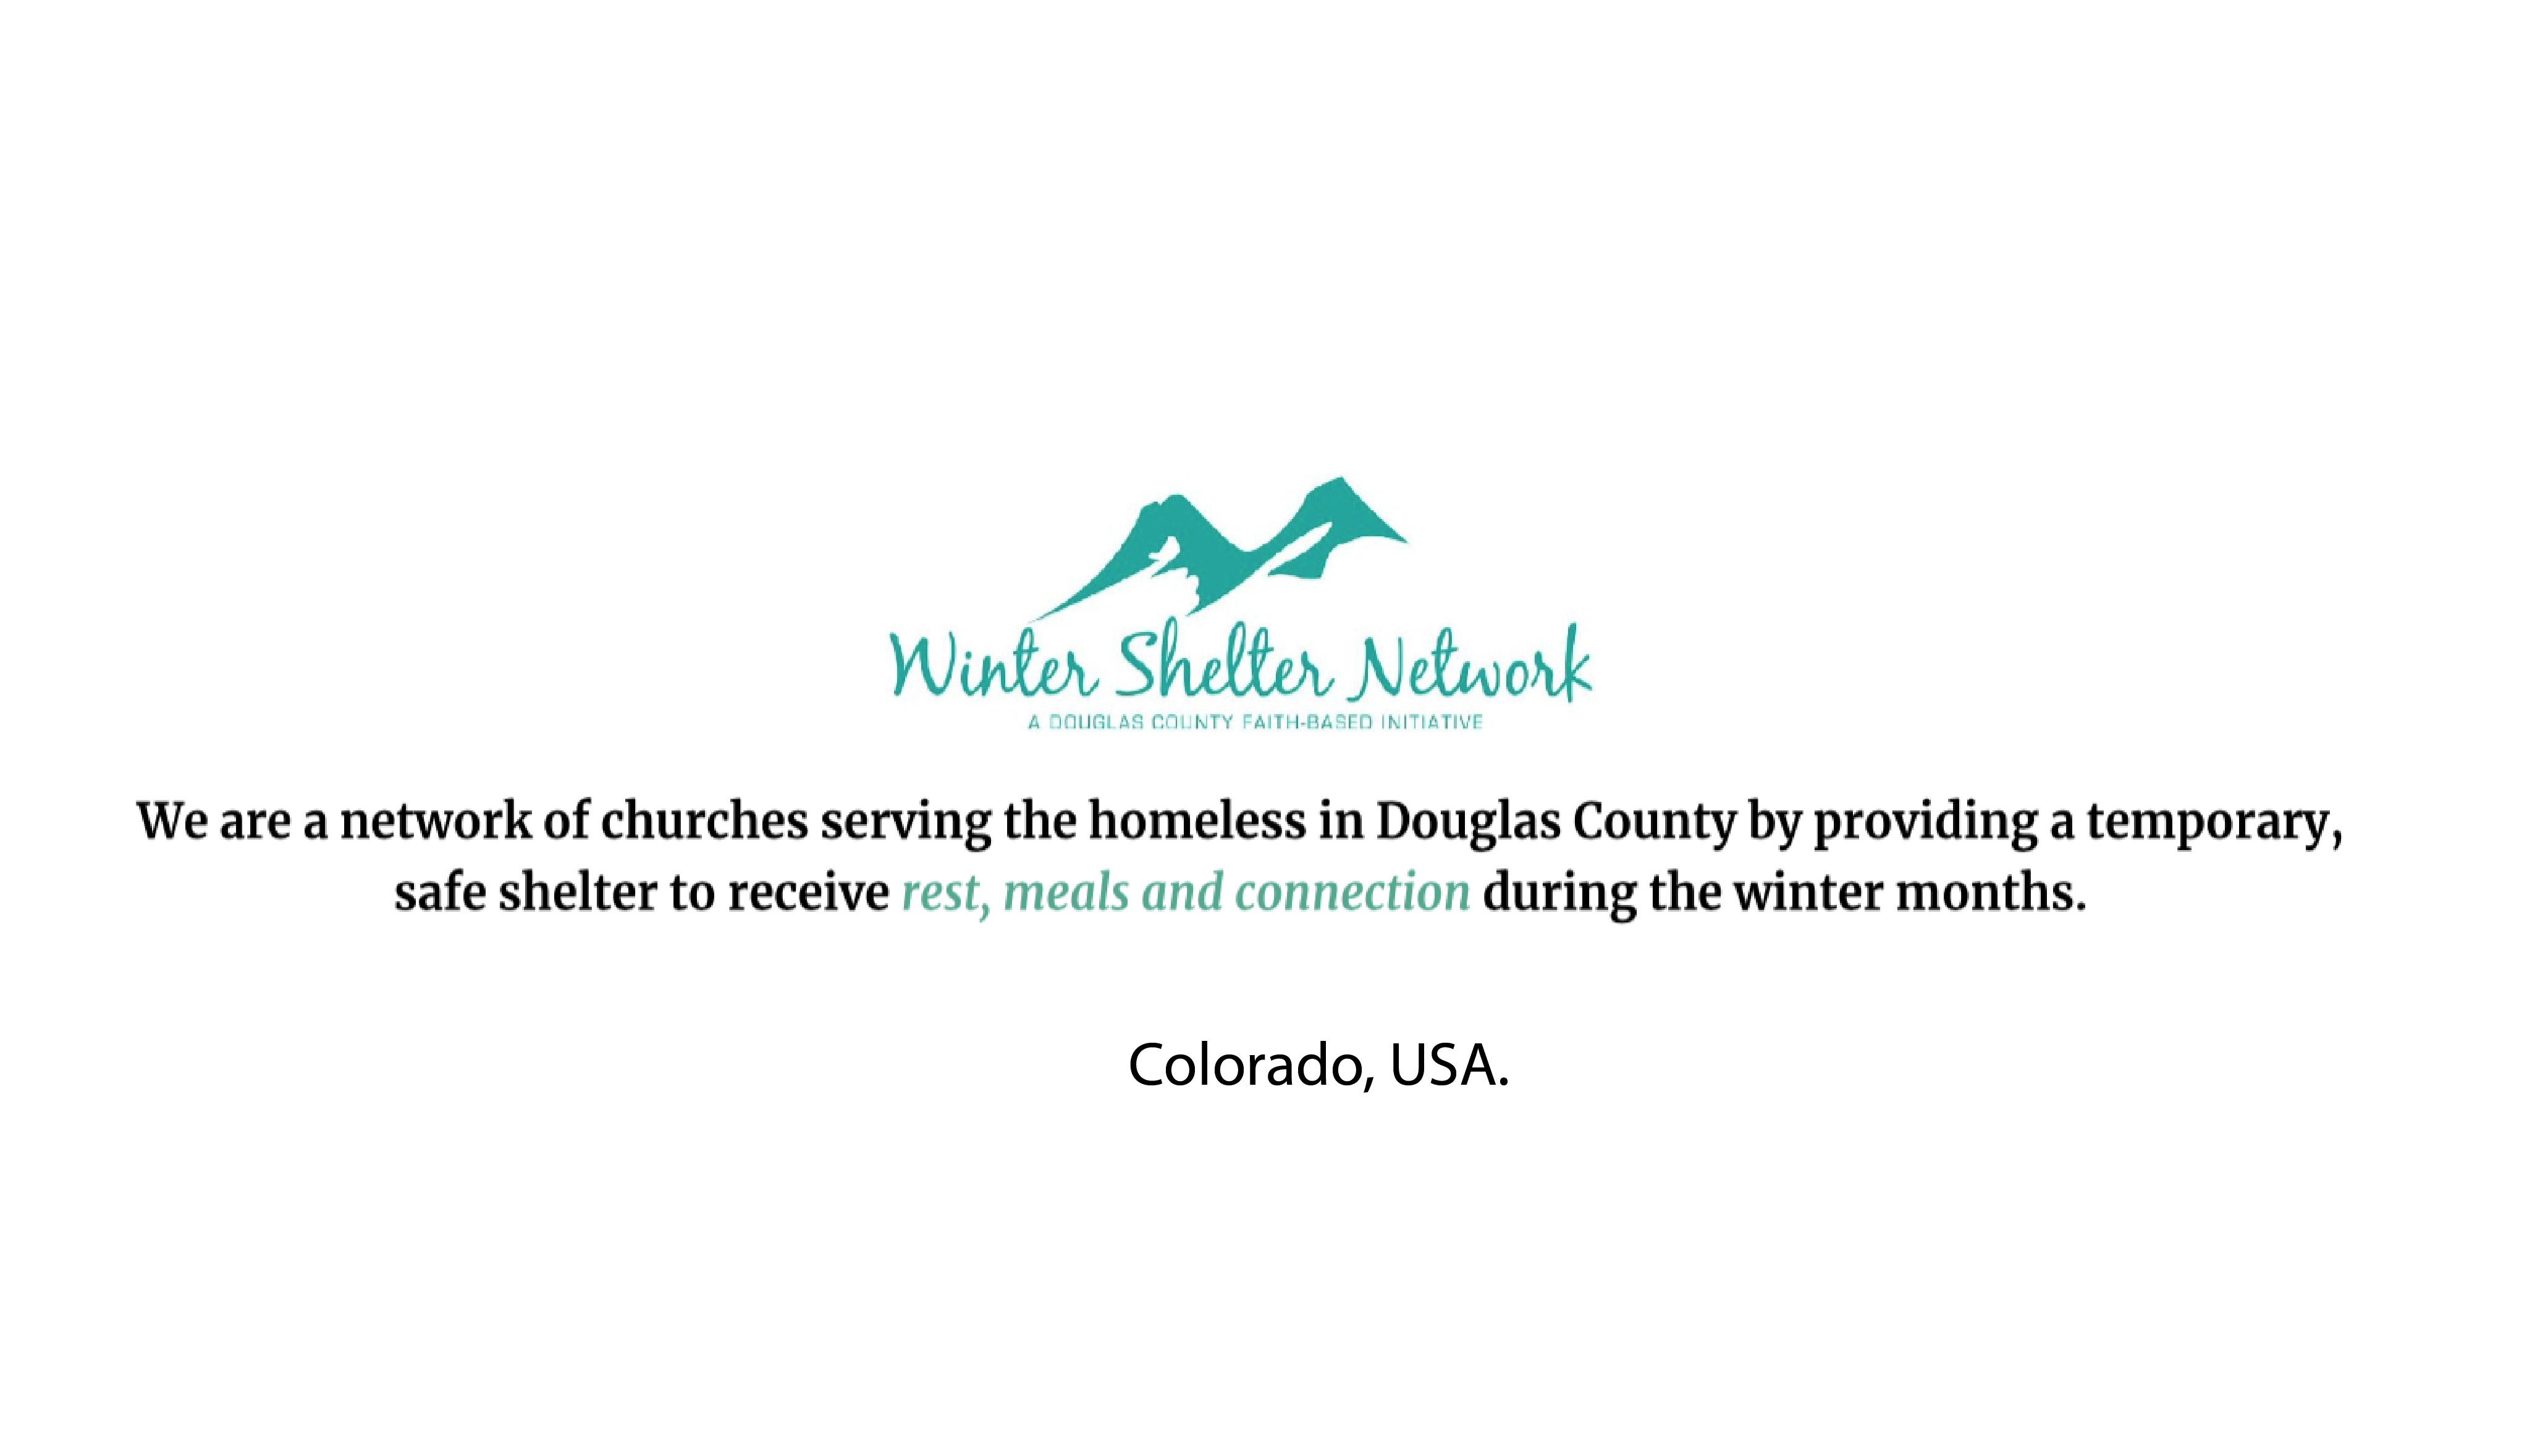 Winter Shelter Network
A DOUGLAS COUNTY FAITH-BASED INITIATIVE
We are a network of churches serving the homeless in Douglas County by providing a temporary,
safe shelter to receive rest, meals and connection during the winter months.
Colorado, USA.